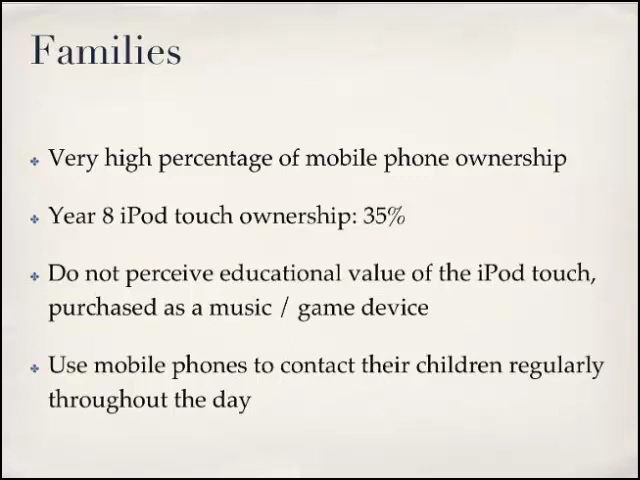 Families
Very high percentage of mobile phone ownership
Year 8 iPod touch ownership: 35%
Do not perceive educational value of the iPod touch,
purchased as a music / game device
Use mobile phones to contact their children regularly
throughout the day